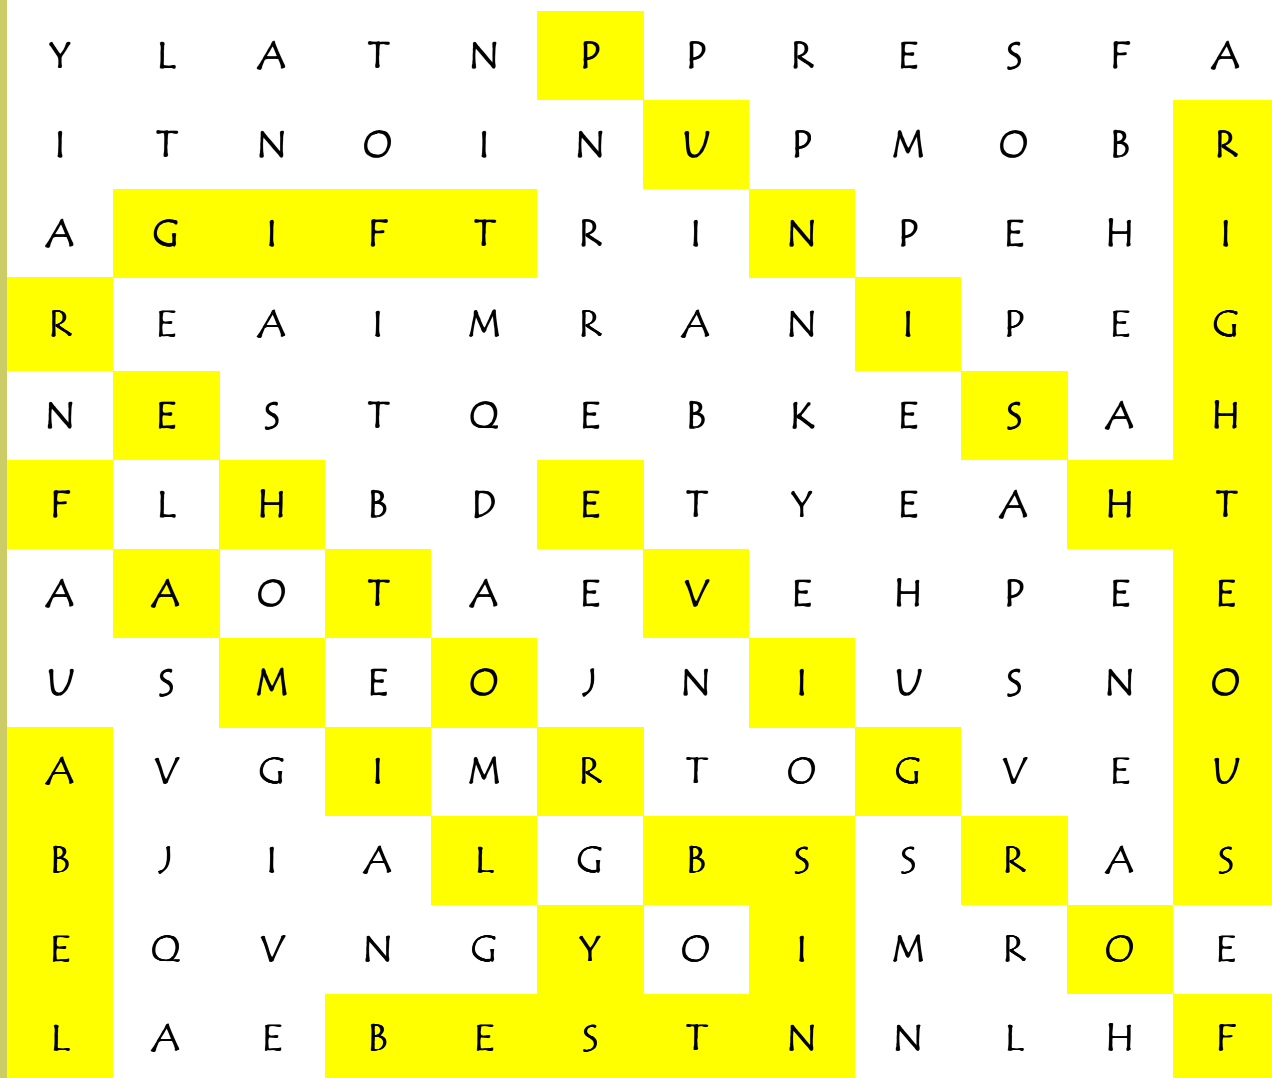 Y L A T N P P R E S F A
I T N O I N U P M O B R
A G I F T R I N P E H I
R E A I M R A N I P E G
N E S T Q E B K E S A H
F L H B D E T Y E A H T
A A O T A E V E H P E E
U S M E O J N I U S N O
A V G I M R T O G V E U
B J I A L G B S S R A S
E Q V N G Y O I M R O E
L A E B E S T N N L H F